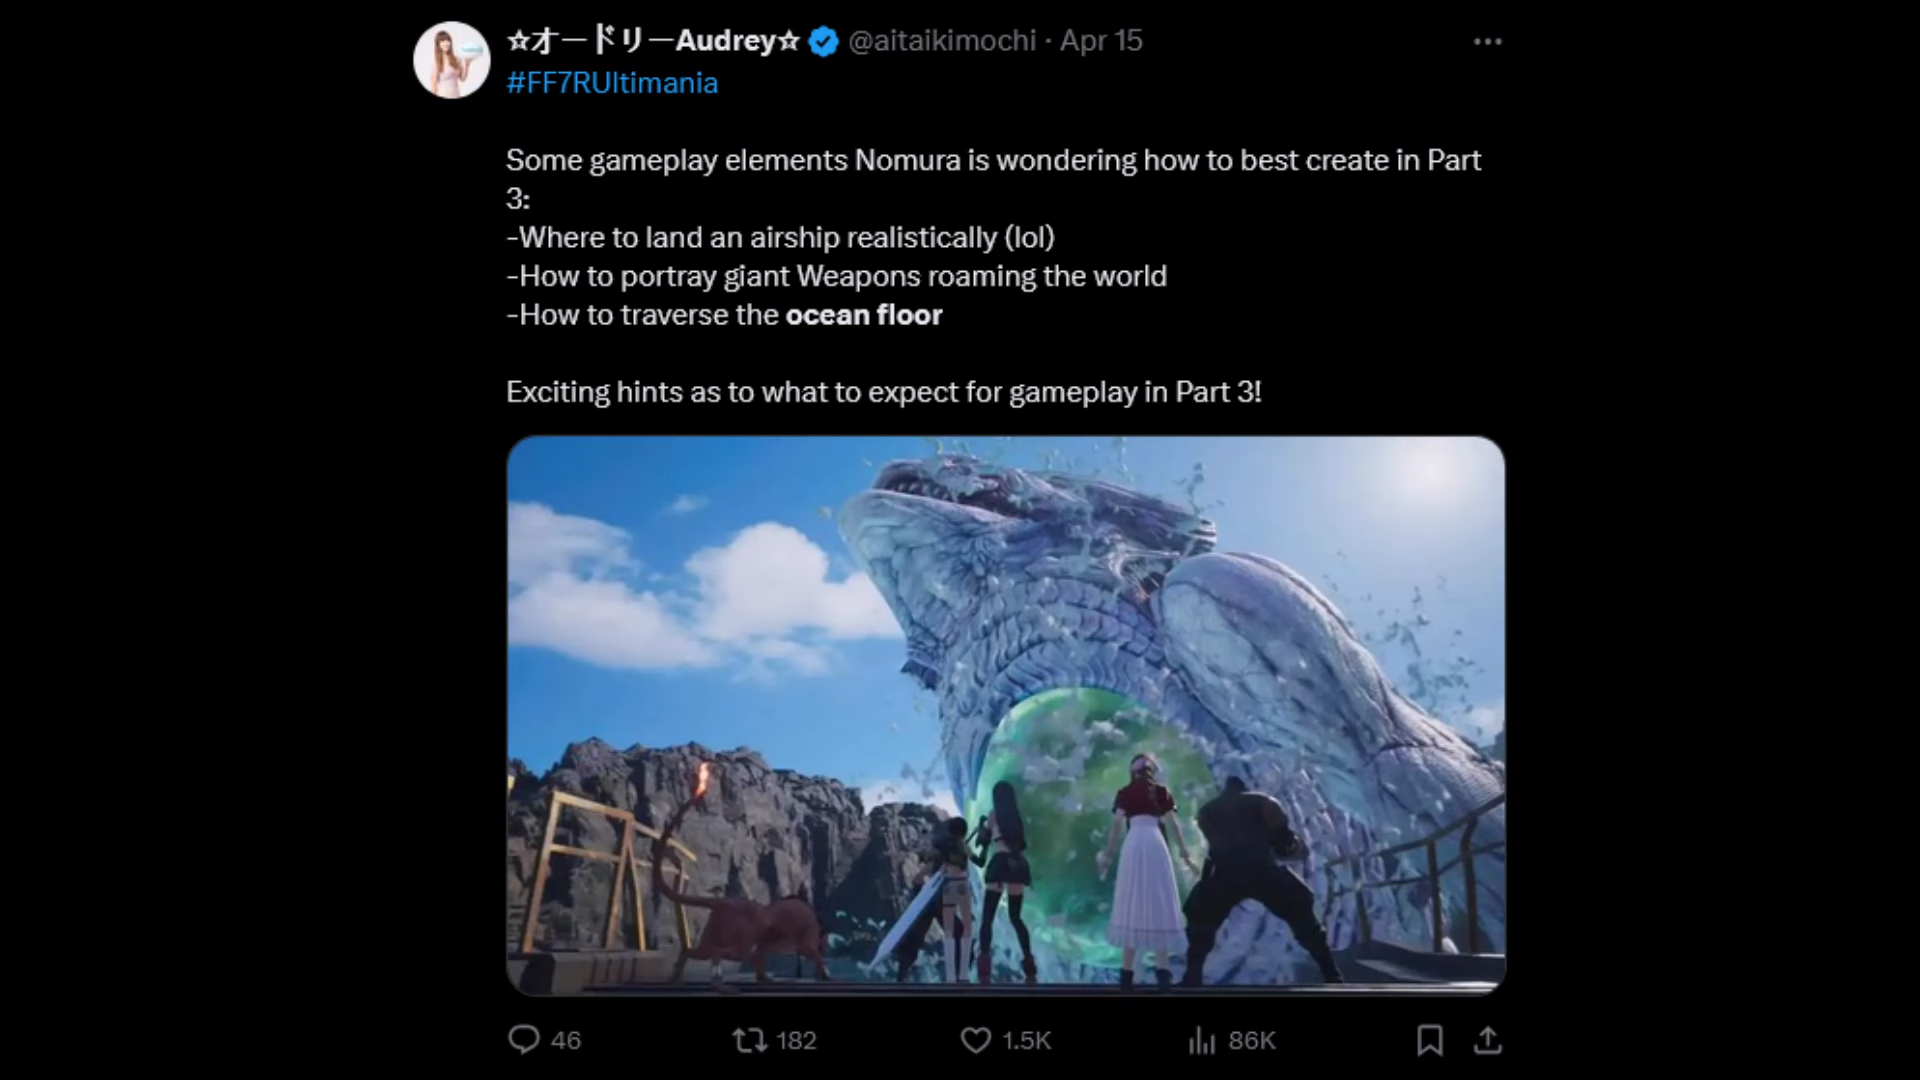 ☆オードリーAudrey☆ @aitaikimochi · Apr 15
#FF7RUltimania
Some gameplay elements Nomura is wondering how to best create in Part
3:
-Where to land an airship realistically (lol)
-How to portray giant Weapons roaming the world
-How to traverse the ocean floor
Exciting hints as to what to expect for gameplay in Part 3!
46 182 1.5K 86K